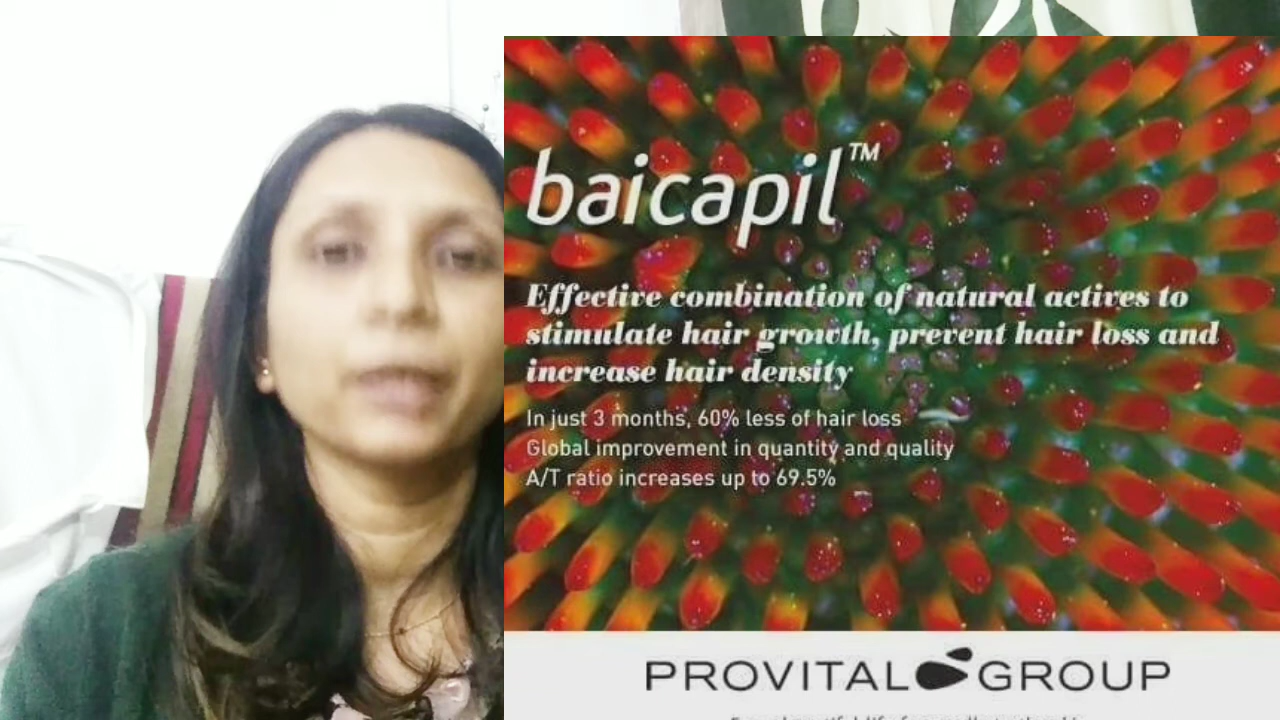 baicapil™
Effective combination of natural actives to
stimulate hair growth, prevent hair loss and
increase hair density
In just 3 months, 60% less of hair loss
Global improvement in quantity and quality
A/T ratio increases up to 69.5%
PROVITAL GROUP